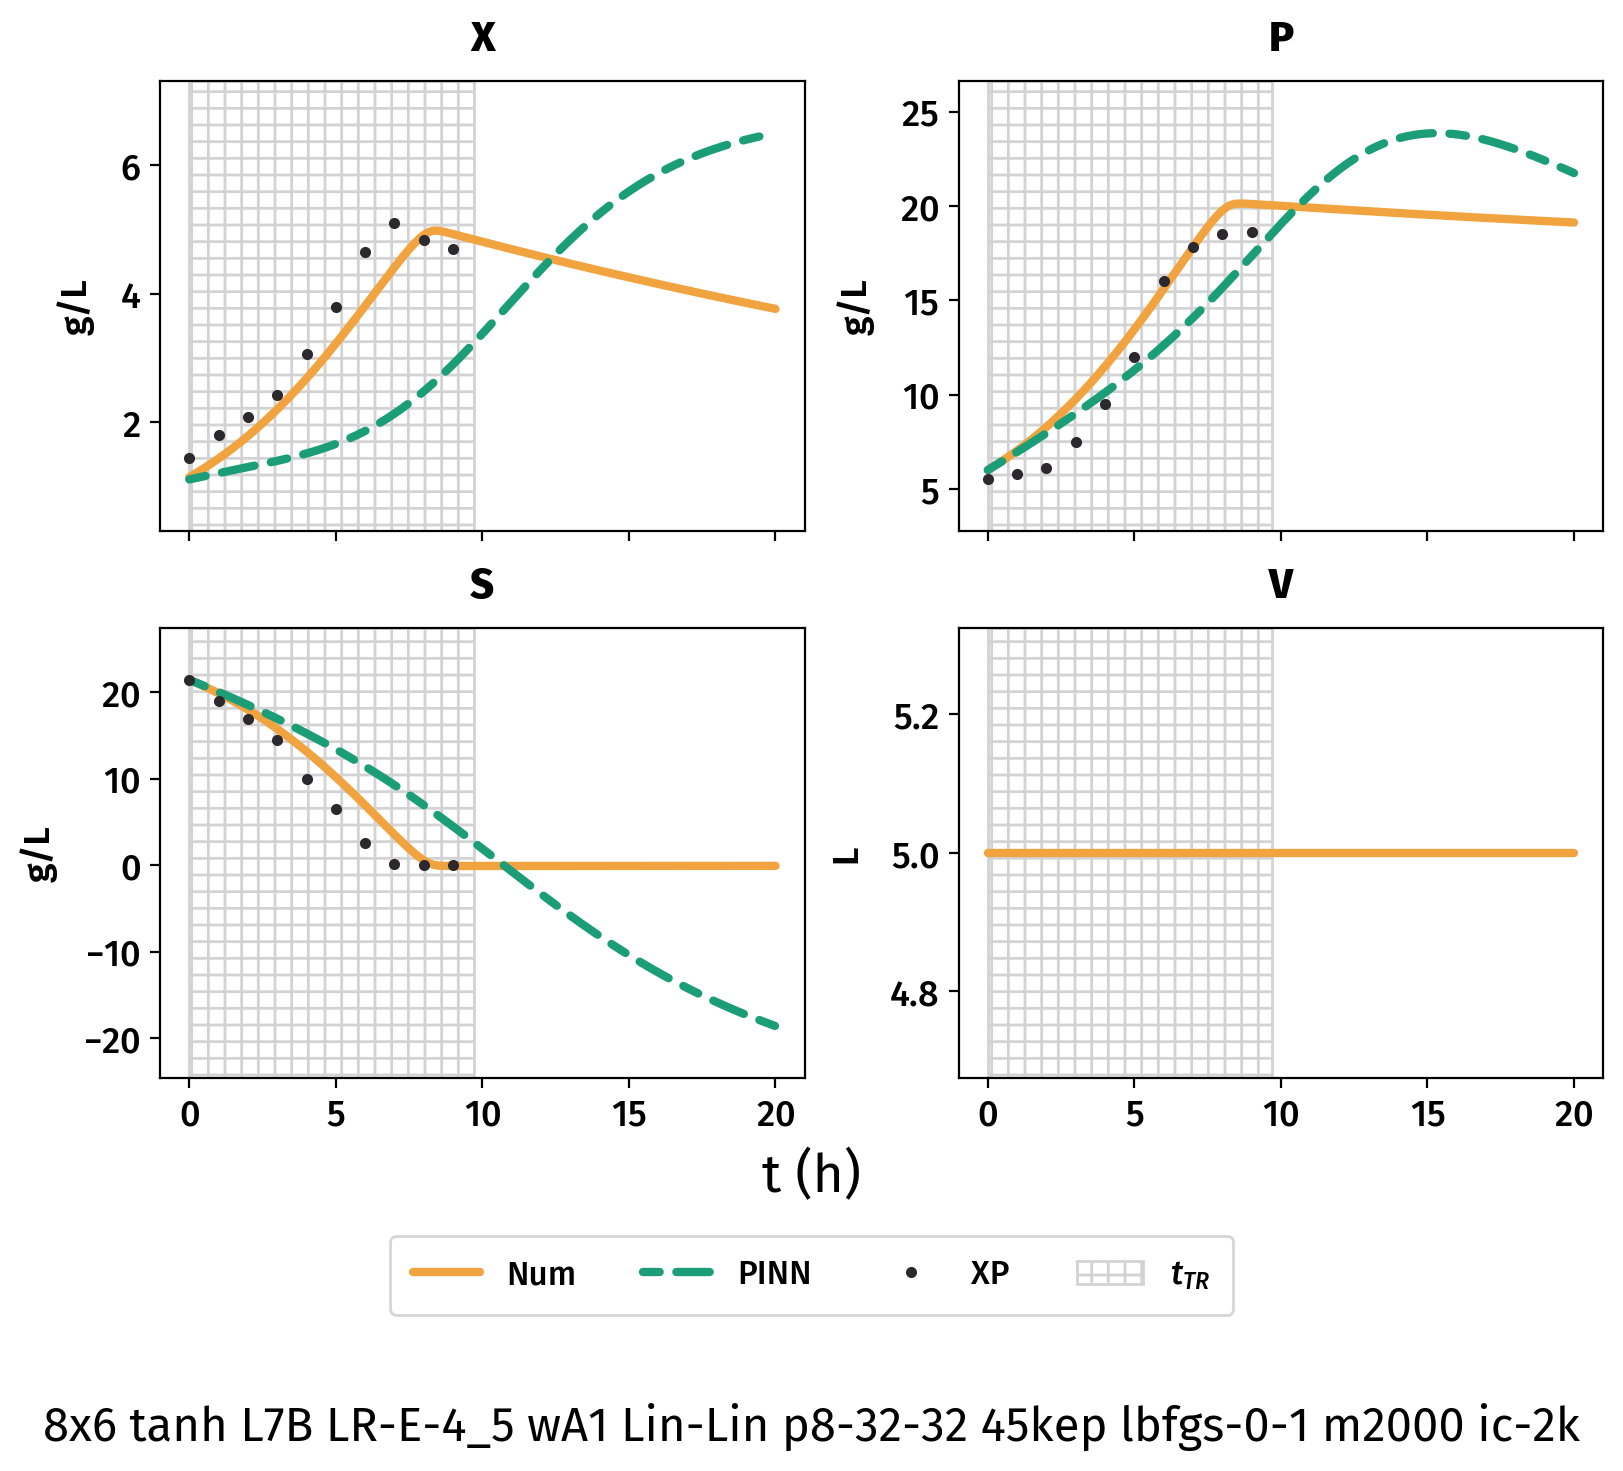 X
P
6
4
2
g/L
25
20
15
10
5
g/L
S
V
20
10
0
−10
−20
g/L
5.2
5.0
4.8
L
0 5 10 15 20
0 5 10 15 20
t (h)
Num PINN XP tTR
8x6 tanh L7B LR-E-4_5 wA1 Lin-Lin p8-32-32 45kep lbfgs-0-1 m2000 ic-2k